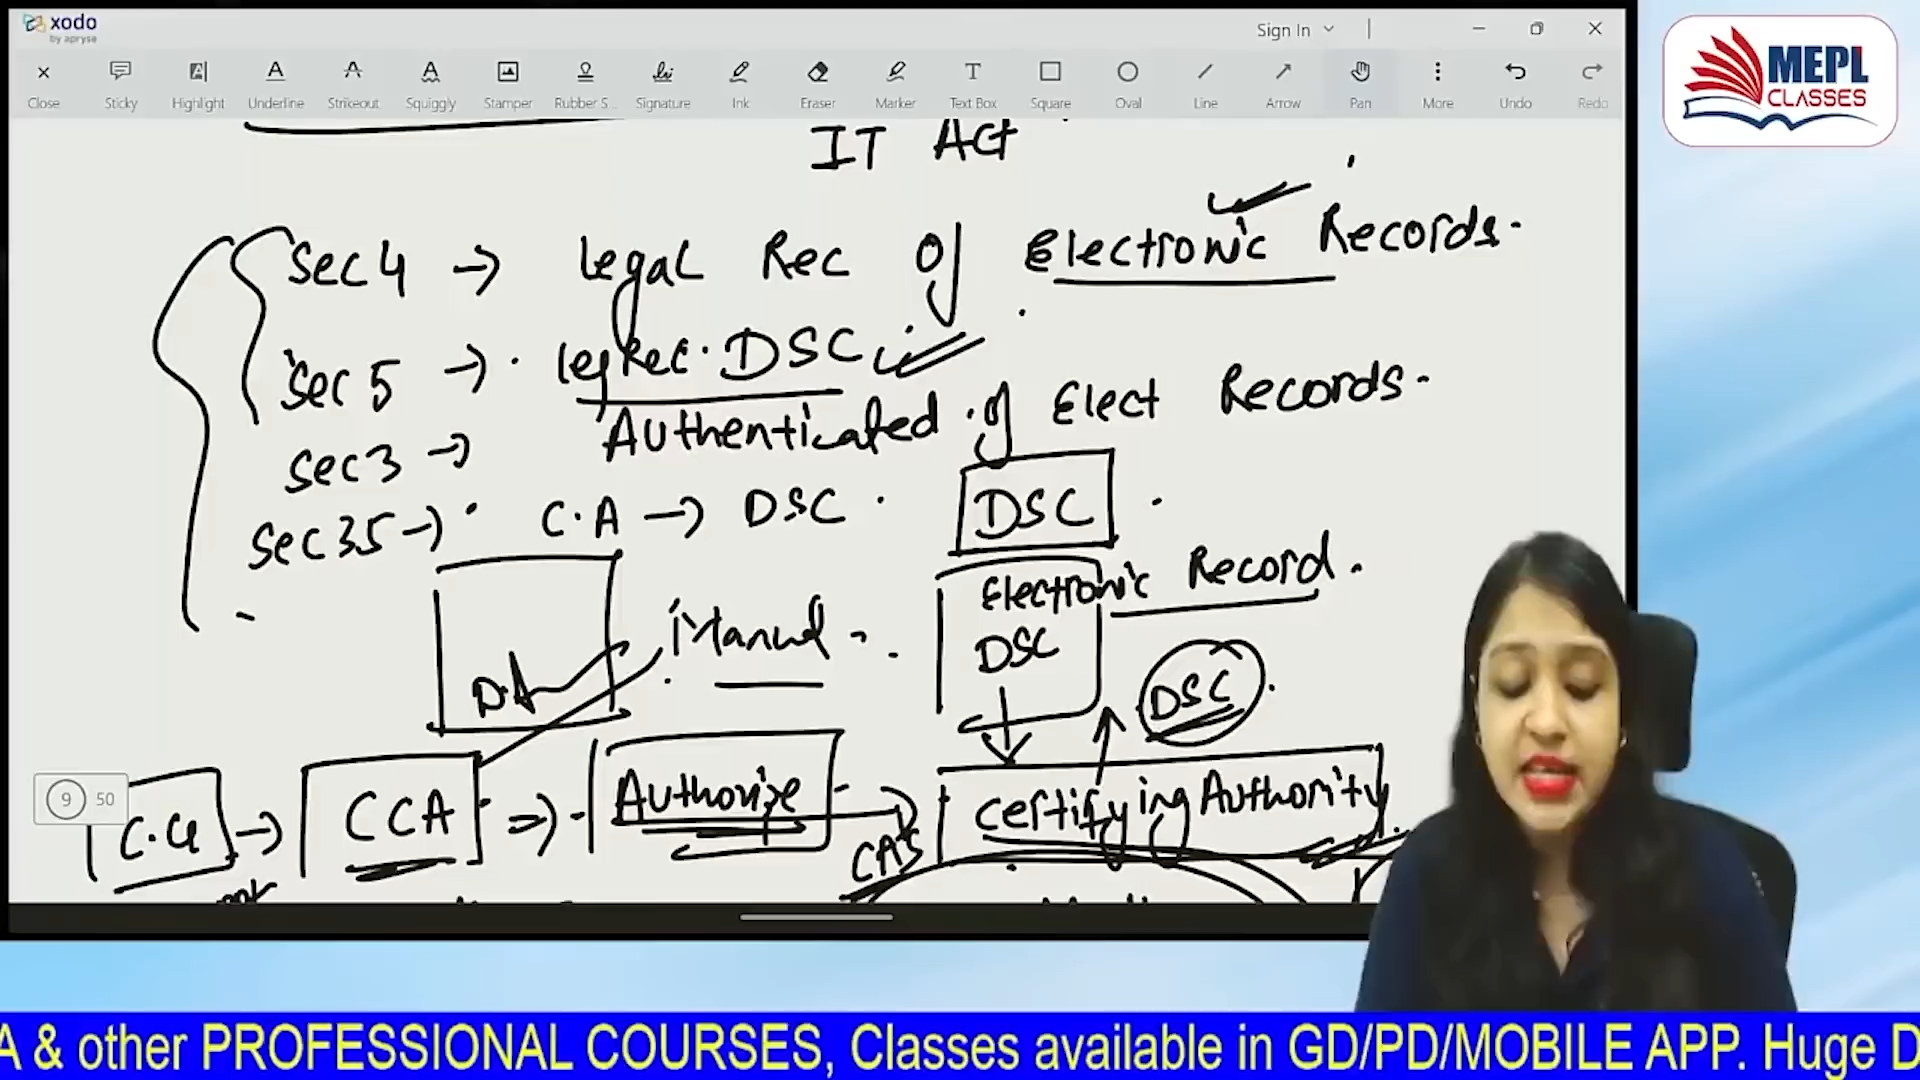 xodo
by apryse
Sign In
Close Sticky Highlight Underline Strikeout Squiggly Stamper Rubber S... Signature Ink Eraser Marker Text Box Square Oval Line Arrow Pan More Undo Redo
MEPL
CLASSES
IT Act
Sec 4 → legal Rec of Electronic Records.
Sec 5 → leg Rec. DSC
Sec 3 → Authenticated of Elect Records.
Sec 35 → C.A → DSC. DSC
Electronic Record.
Manual
DSC
DSC
9 50
CCA ⇒ Authorize → Certifying Authority
CA's
A & other PROFESSIONAL COURSES, Classes available in GD/PD/MOBILE APP. Huge D